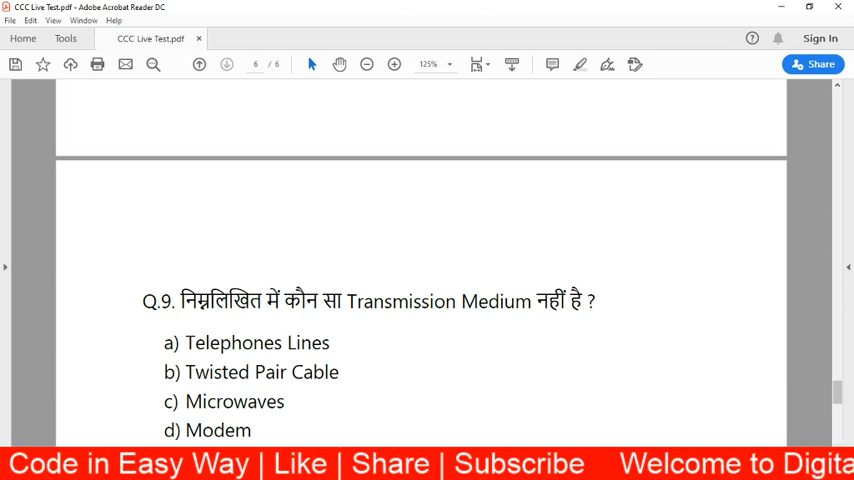 CCC Live Test.pdf - Adobe Acrobat Reader DC
File Edit View Window Help
Home Tools CCC Live Test.pdf × Sign In
6 / 6 125% Share
Q.9. निम्नलिखित में कौन सा Transmission Medium नहीं है ?
a) Telephones Lines
b) Twisted Pair Cable
c) Microwaves
d) Modem
Code in Easy Way | Like | Share | Subscribe Welcome to Digita